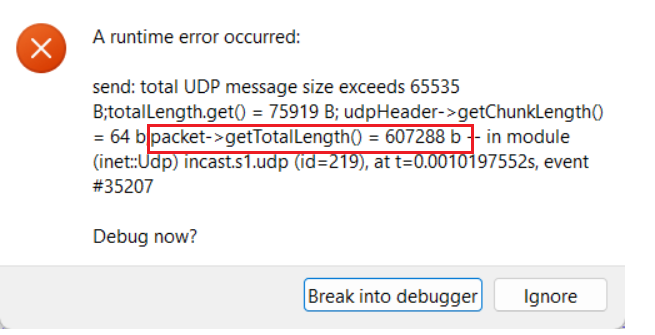 A runtime error occurred:
send: total UDP message size exceeds 65535
B;totalLength.get() = 75919 B; udpHeader->getChunkLength()
= 64 b packet->getTotalLength() = 607288 b -- in module
(inet::Udp) incast.s1.udp (id=219), at t=0.0010197552s, event
#35207
Debug now?
Break into debugger
Ignore